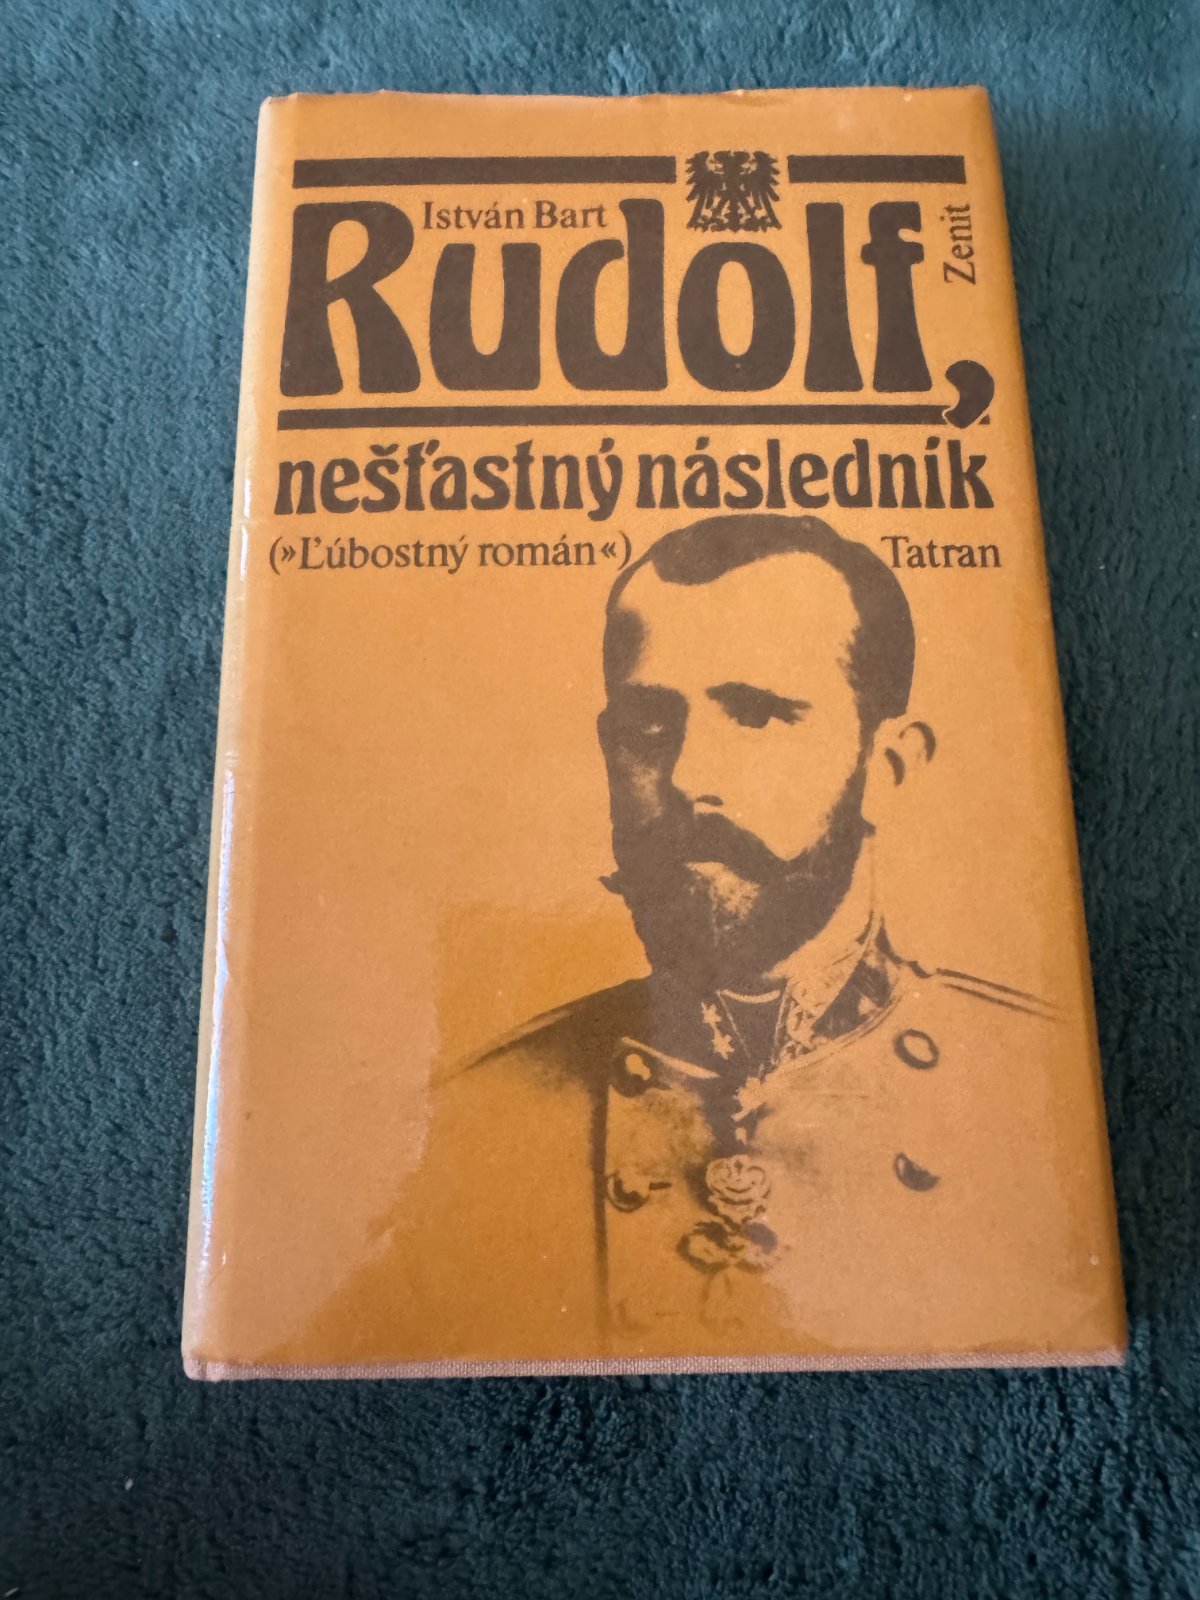 István Bart
Rudolf,
Zenit
nešťastný následník
(»Ľúbostný román«)
Tatran